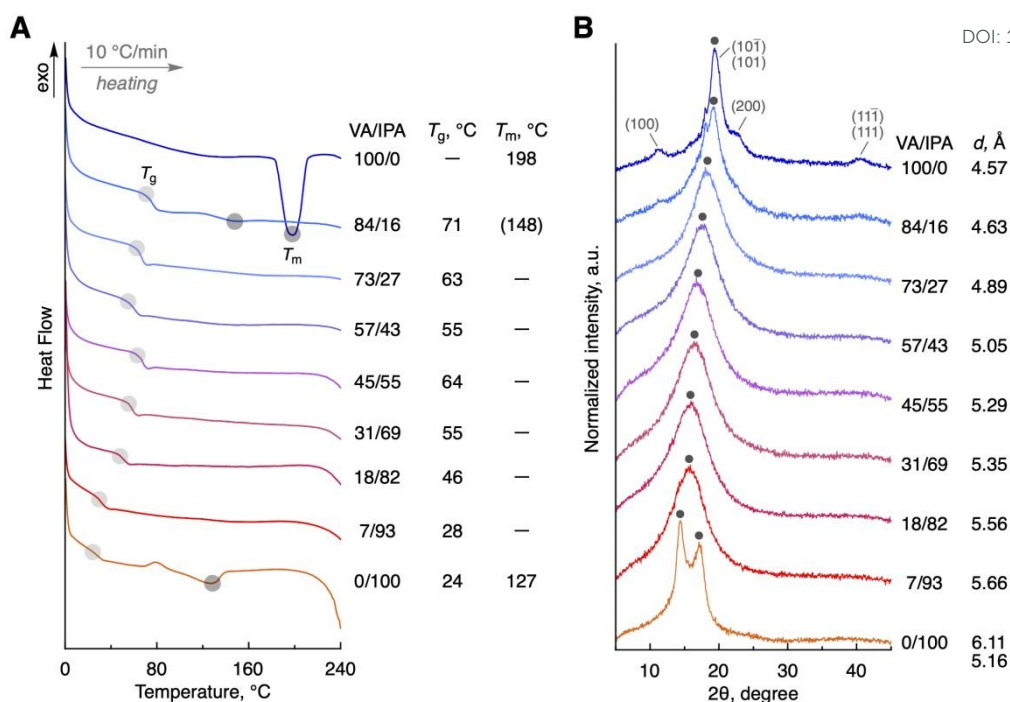 A
exo
10 °C/min
heating
VA/IPA Tg, °C Tm, °C
100/0 — 198
Tg
84/16 71 (148)
Tm
73/27 63 —
57/43 55 —
45/55 64 —
31/69 55 —
18/82 46 —
7/93 28 —
0/100 24 127
Heat Flow
0 80 160 240
Temperature, °C
B
DOI: 1
(101̄)
(101)
(100)
(200)
(111̄)
(111)
VA/IPA d, Å
100/0 4.57
84/16 4.63
73/27 4.89
57/43 5.05
45/55 5.29
31/69 5.35
18/82 5.56
7/93 5.66
0/100 6.11
5.16
Normalized intensity, a.u.
10 20 30 40
2θ, degree